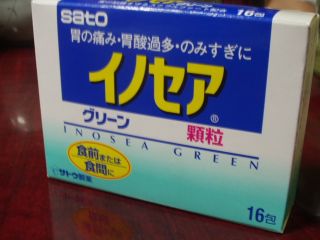 16包
sato
胃の痛み・胃酸過多・のみすぎに
イノセア®
グリーン 顆粒
INOSEA GREEN
食前または
食間に
サトウ製薬
16包